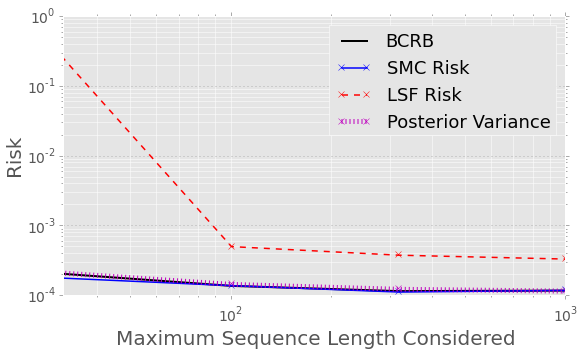 10^0
10^-1
10^-2
10^-3
10^-4
Risk
BCRB
SMC Risk
LSF Risk
Posterior Variance
10^2
10^3
Maximum Sequence Length Considered